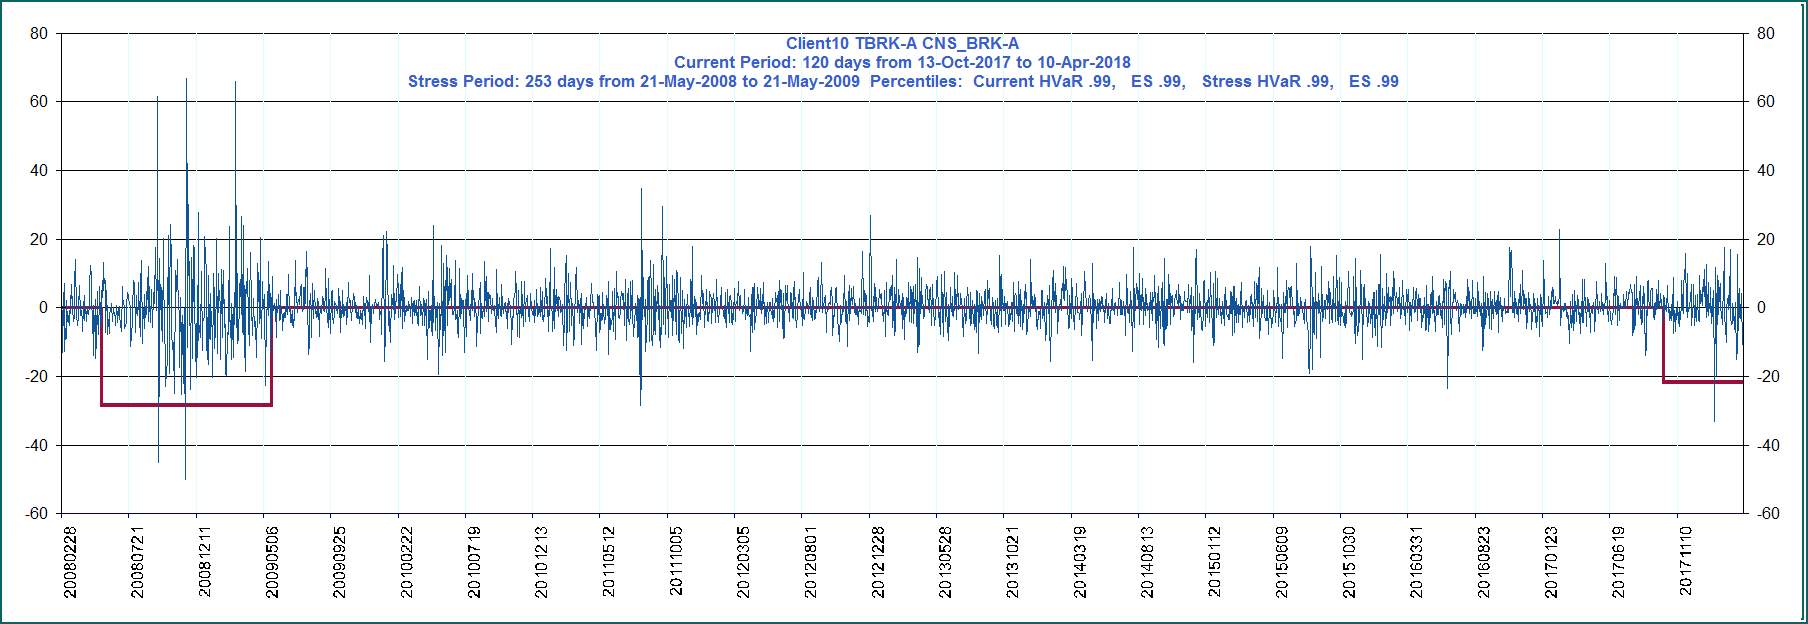 Client10 TBRK-A CNS_BRK-A
Current Period: 120 days from 13-Oct-2017 to 10-Apr-2018
Stress Period: 253 days from 21-May-2008 to 21-May-2009  Percentiles:  Current HVaR .99,   ES .99,   Stress HVaR .99,   ES .99
80 80
60 60
40 40
20 20
0 0
-20 -20
-40 -40
-60 -60
20080228 20080721 20081211 20090506 20090925 20100222 20100719 20101213 20110512 20111005 20120305 20120801 20121228 20130528 20131021 20140319 20140813 20150112 20150609 20151030 20160331 20160823 20170123 20170619 20171110